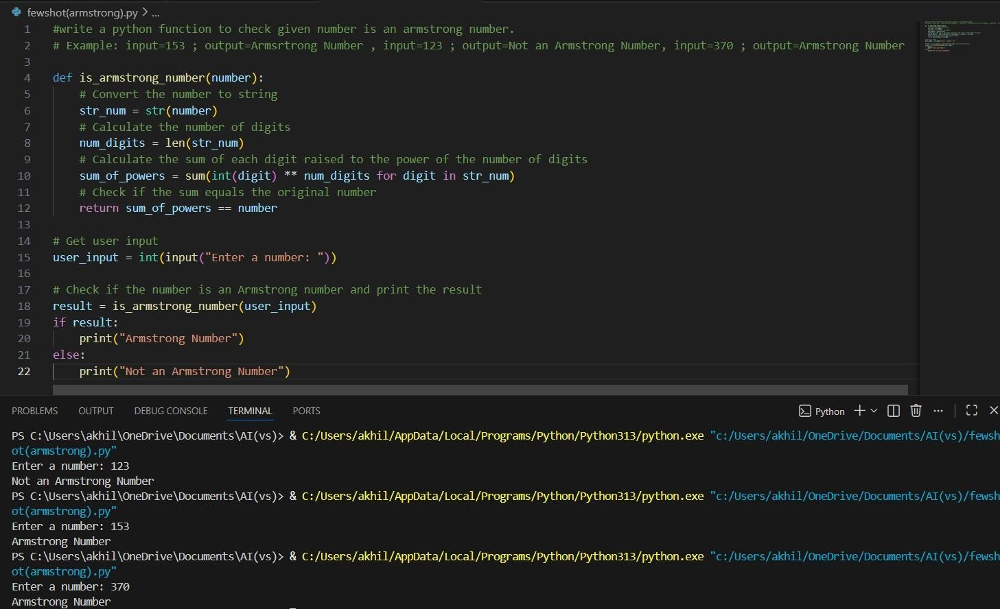 fewshot(armstrong).py > ...
1 #write a python function to check given number is an armstrong number.
2 # Example: input=153 ; output=Armsrtrong Number , input=123 ; output=Not an Armstrong Number, input=370 ; output=Armstrong Number
3
4 def is_armstrong_number(number):
5     # Convert the number to string
6     str_num = str(number)
7     # Calculate the number of digits
8     num_digits = len(str_num)
9     # Calculate the sum of each digit raised to the power of the number of digits
10     sum_of_powers = sum(int(digit) ** num_digits for digit in str_num)
11     # Check if the sum equals the original number
12     return sum_of_powers == number
13
14 # Get user input
15 user_input = int(input("Enter a number: "))
16
17 # Check if the number is an Armstrong number and print the result
18 result = is_armstrong_number(user_input)
19 if result:
20     print("Armstrong Number")
21 else:
22     print("Not an Armstrong Number")
PROBLEMS OUTPUT DEBUG CONSOLE TERMINAL PORTS Python
PS C:\Users\akhil\OneDrive\Documents\AI(vs)> & C:/Users/akhil/AppData/Local/Programs/Python/Python313/python.exe "c:/Users/akhil/OneDrive/Documents/AI(vs)/fewsh
ot(armstrong).py"
Enter a number: 123
Not an Armstrong Number
PS C:\Users\akhil\OneDrive\Documents\AI(vs)> & C:/Users/akhil/AppData/Local/Programs/Python/Python313/python.exe "c:/Users/akhil/OneDrive/Documents/AI(vs)/fewsh
ot(armstrong).py"
Enter a number: 153
Armstrong Number
PS C:\Users\akhil\OneDrive\Documents\AI(vs)> & C:/Users/akhil/AppData/Local/Programs/Python/Python313/python.exe "c:/Users/akhil/OneDrive/Documents/AI(vs)/fewsh
ot(armstrong).py"
Enter a number: 370
Armstrong Number